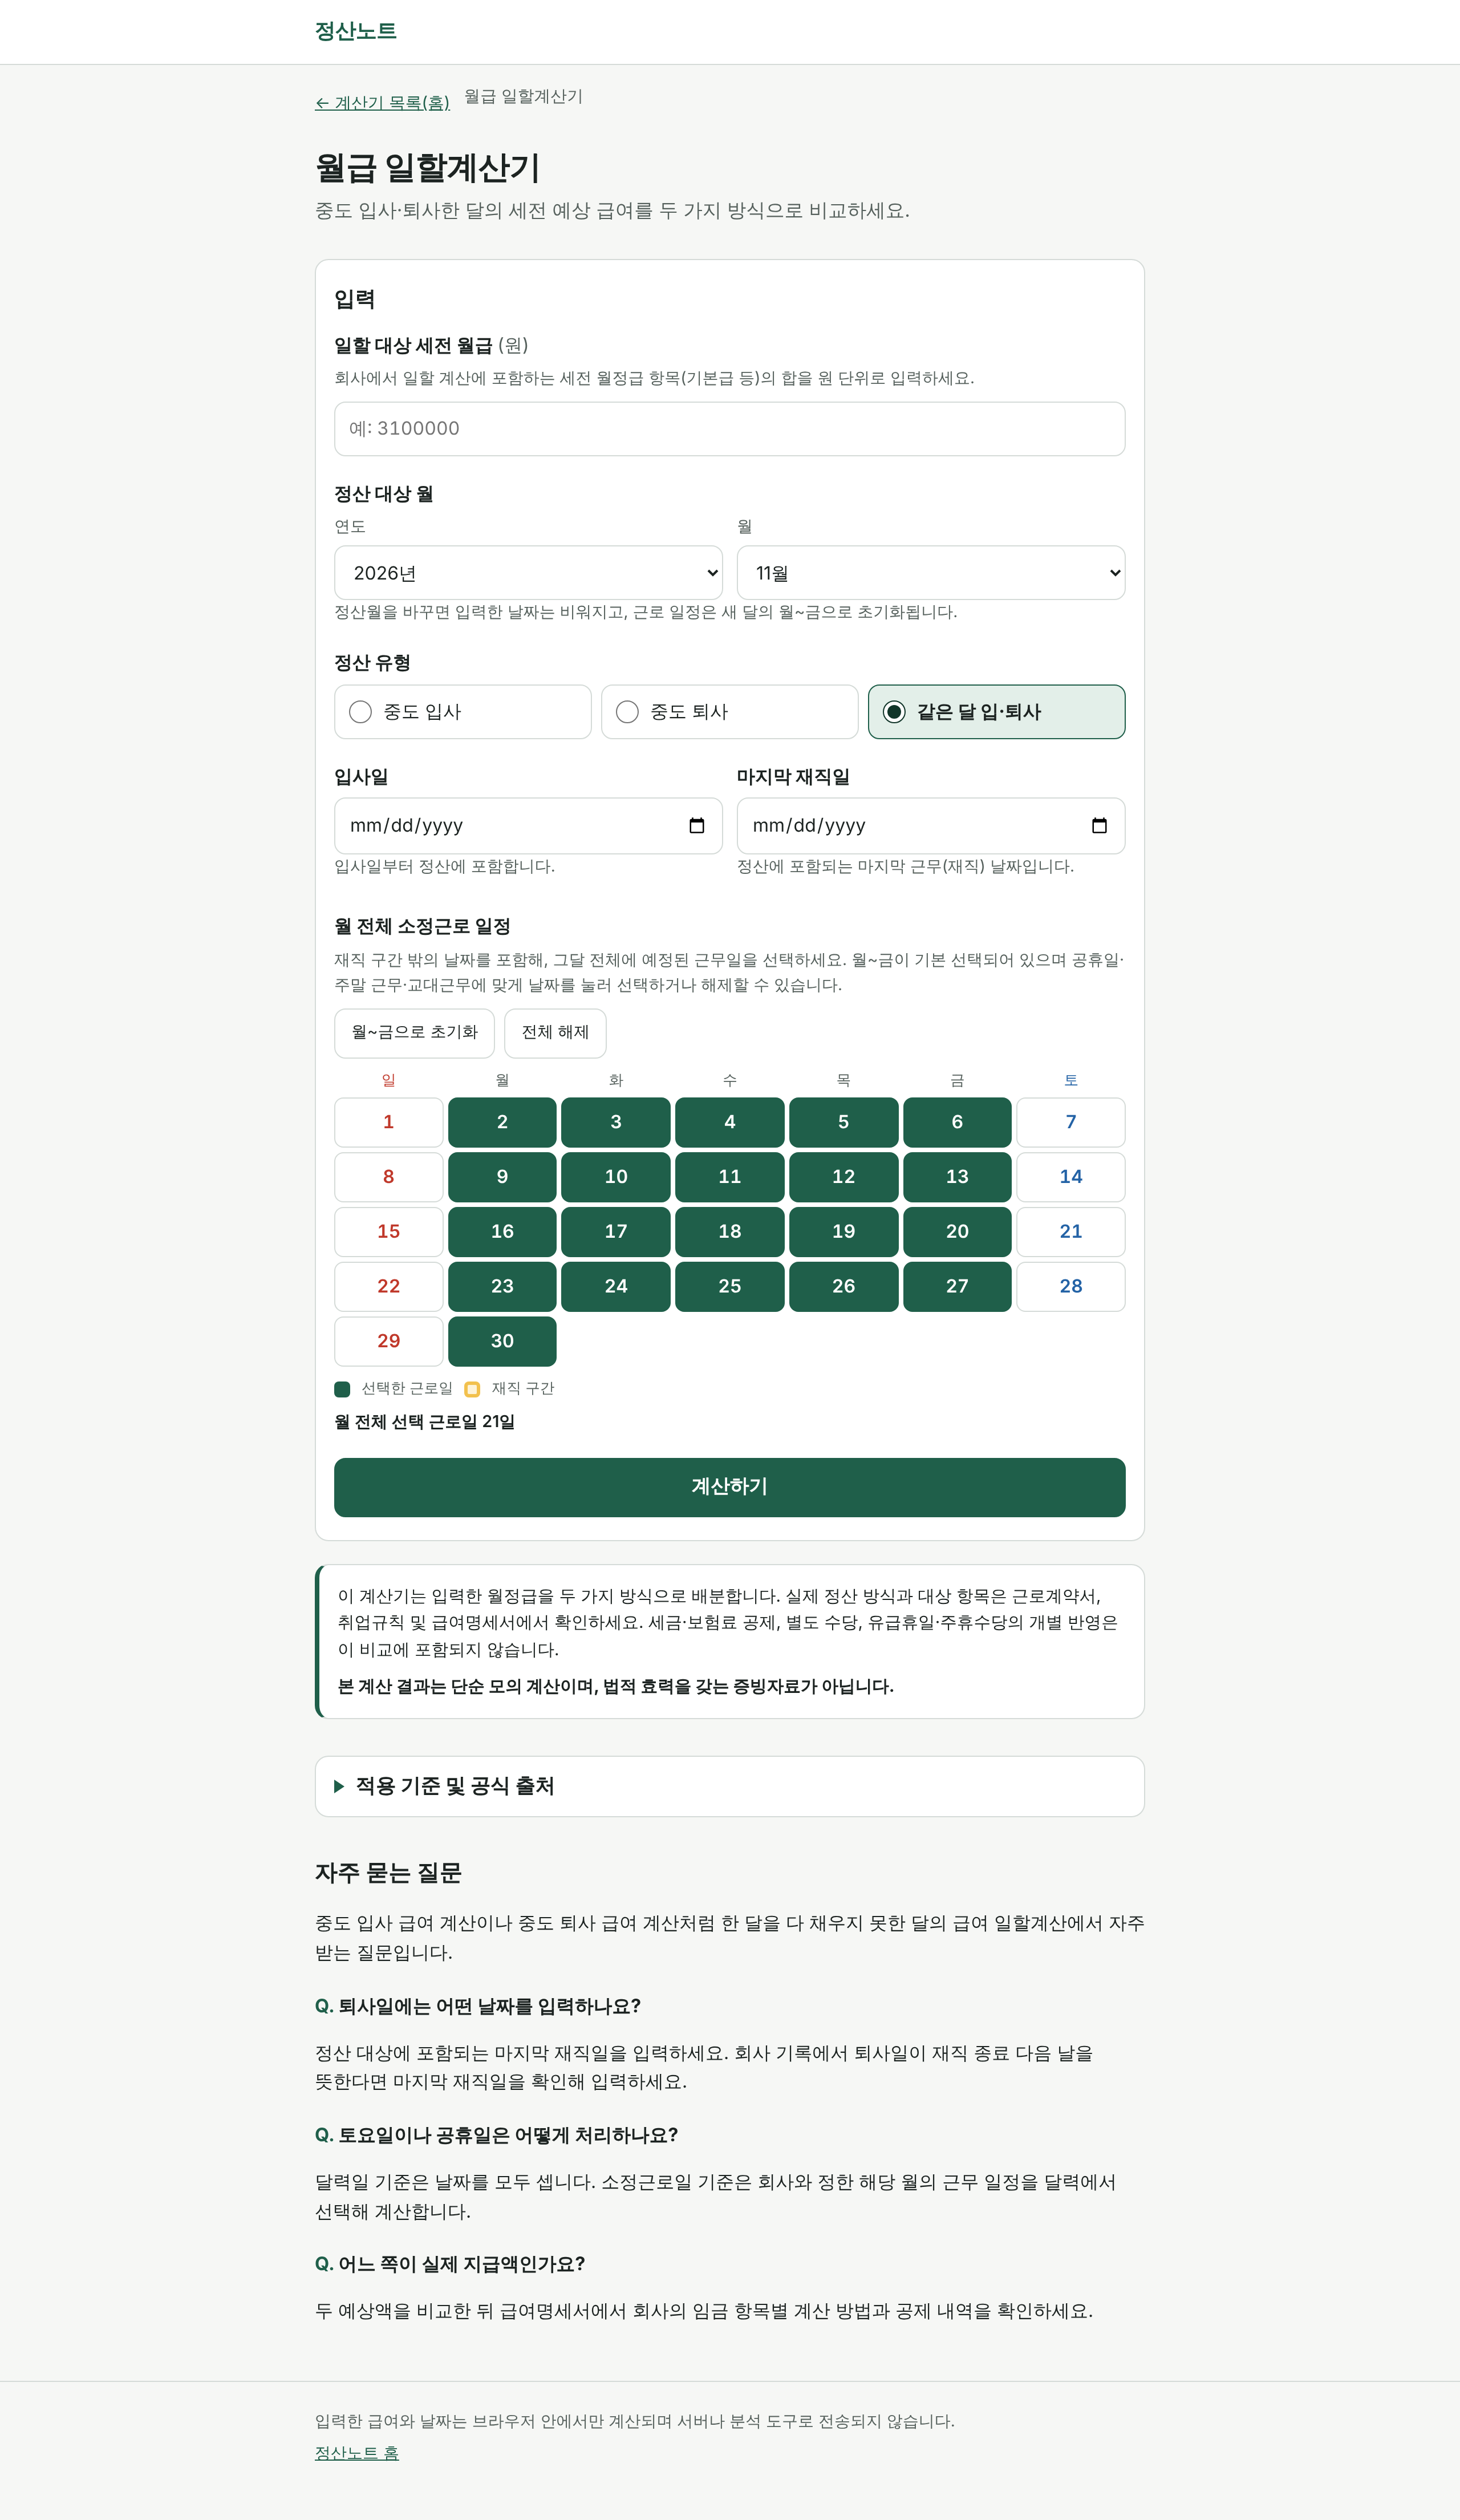 정산노트
← 계산기 목록(홈) 월급 일할계산기
월급 일할계산기
중도 입사·퇴사한 달의 세전 예상 급여를 두 가지 방식으로 비교하세요.
입력
일할 대상 세전 월급 (원)
회사에서 일할 계산에 포함하는 세전 월정급 항목(기본급 등)의 합을 원 단위로 입력하세요.
예: 3100000
정산 대상 월
연도 월
2026년 11월
정산월을 바꾸면 입력한 날짜는 비워지고, 근로 일정은 새 달의 월~금으로 초기화됩니다.
정산 유형
중도 입사 중도 퇴사 같은 달 입·퇴사
입사일 마지막 재직일
mm/dd/yyyy mm/dd/yyyy
입사일부터 정산에 포함합니다. 정산에 포함되는 마지막 근무(재직) 날짜입니다.
월 전체 소정근로 일정
재직 구간 밖의 날짜를 포함해, 그달 전체에 예정된 근무일을 선택하세요. 월~금이 기본 선택되어 있으며 공휴일·
주말 근무·교대근무에 맞게 날짜를 눌러 선택하거나 해제할 수 있습니다.
월~금으로 초기화 전체 해제
일 월 화 수 목 금 토
1 2 3 4 5 6 7
8 9 10 11 12 13 14
15 16 17 18 19 20 21
22 23 24 25 26 27 28
29 30
선택한 근로일 재직 구간
월 전체 선택 근로일 21일
계산하기
이 계산기는 입력한 월정급을 두 가지 방식으로 배분합니다. 실제 정산 방식과 대상 항목은 근로계약서,
취업규칙 및 급여명세서에서 확인하세요. 세금·보험료 공제, 별도 수당, 유급휴일·주휴수당의 개별 반영은
이 비교에 포함되지 않습니다.
본 계산 결과는 단순 모의 계산이며, 법적 효력을 갖는 증빙자료가 아닙니다.
적용 기준 및 공식 출처
자주 묻는 질문
중도 입사 급여 계산이나 중도 퇴사 급여 계산처럼 한 달을 다 채우지 못한 달의 급여 일할계산에서 자주
받는 질문입니다.
Q. 퇴사일에는 어떤 날짜를 입력하나요?
정산 대상에 포함되는 마지막 재직일을 입력하세요. 회사 기록에서 퇴사일이 재직 종료 다음 날을
뜻한다면 마지막 재직일을 확인해 입력하세요.
Q. 토요일이나 공휴일은 어떻게 처리하나요?
달력일 기준은 날짜를 모두 셉니다. 소정근로일 기준은 회사와 정한 해당 월의 근무 일정을 달력에서
선택해 계산합니다.
Q. 어느 쪽이 실제 지급액인가요?
두 예상액을 비교한 뒤 급여명세서에서 회사의 임금 항목별 계산 방법과 공제 내역을 확인하세요.
입력한 급여와 날짜는 브라우저 안에서만 계산되며 서버나 분석 도구로 전송되지 않습니다.
정산노트 홈